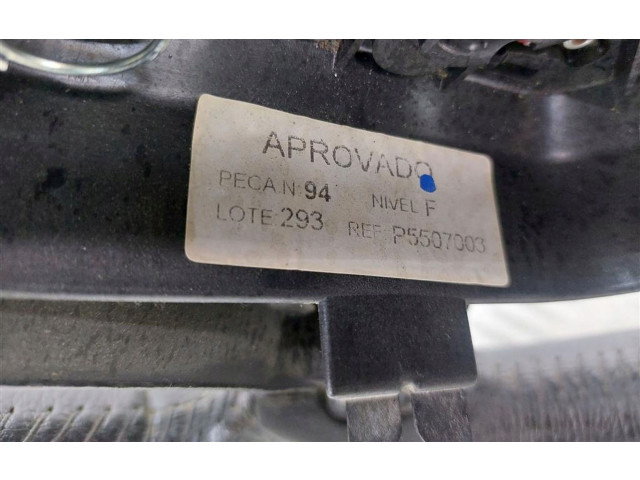 APROVADO
PECA N 94 NIVEL F
LOTE: 293 REF: P5507003